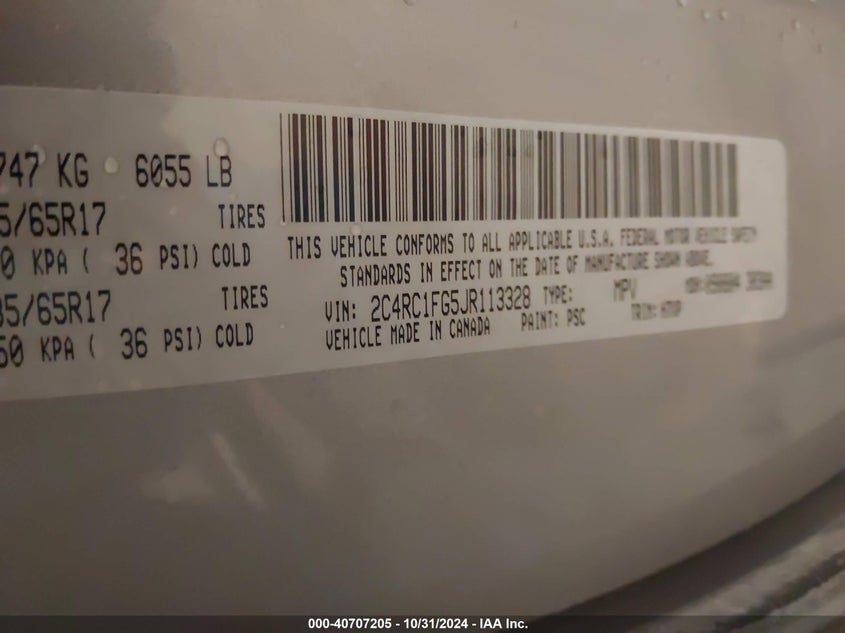 747 KG 6055 LB
5/65R17 TIRES
0 KPA ( 36 PSI) COLD
35/65R17 TIRES
50 KPA ( 36 PSI) COLD
THIS VEHICLE CONFORMS TO ALL APPLICABLE U.S.A. FEDERAL MOTOR VEHICLE SAFETY
STANDARDS IN EFFECT ON THE DATE OF MANUFACTURE SHOWN ABOVE.
VIN: 2C4RC1FG5JR113328 TYPE: MPV MDH:
VEHICLE MADE IN CANADA PAINT: PSC TRIM:
000-40707205 - 10/31/2024 - IAA Inc.